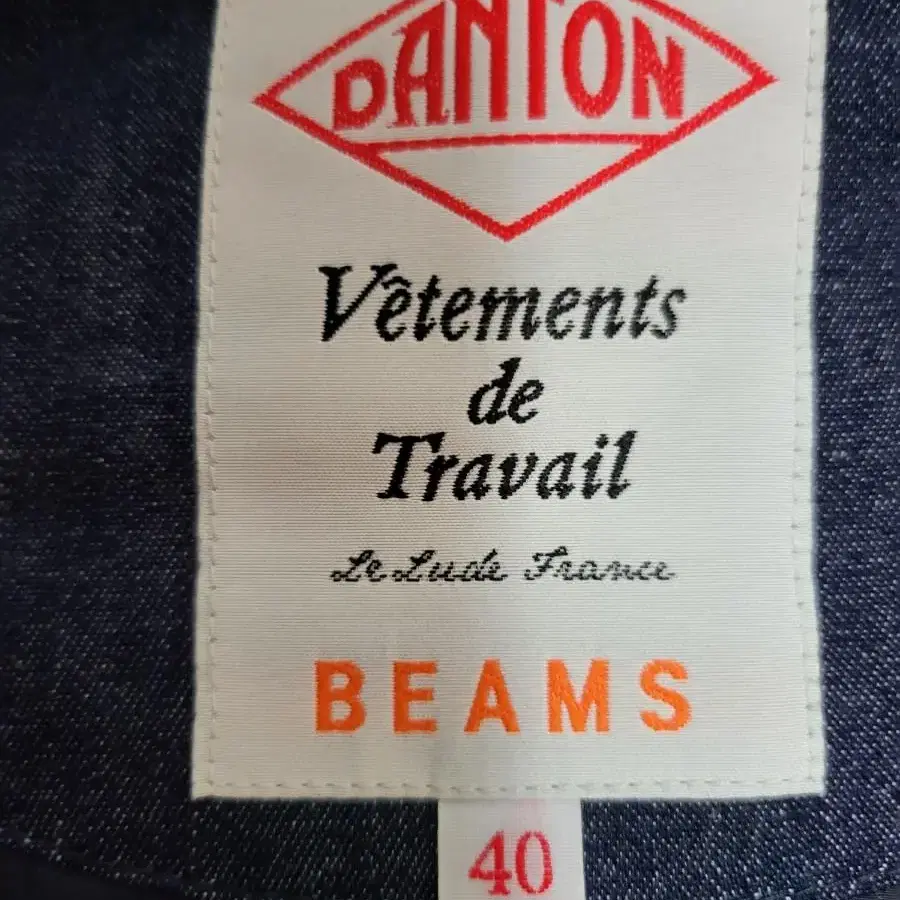 DANTON
Vêtements
de
Travail
Le Lude France
BEAMS
40